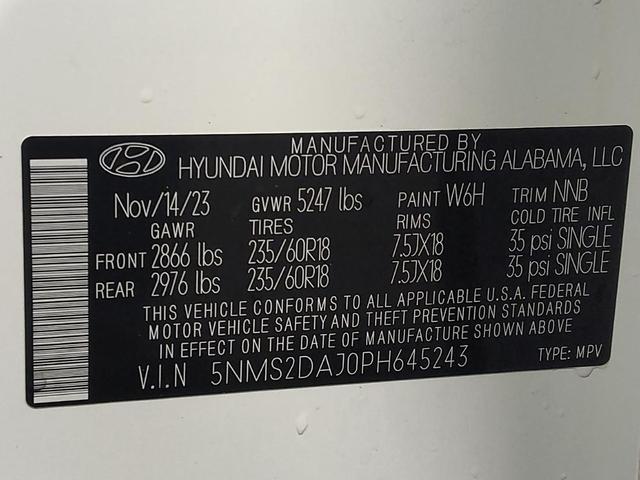 MANUFACTURED BY
HYUNDAI MOTOR MANUFACTURING ALABAMA, LLC
Nov/14/23 GVWR 5247 lbs PAINT W6H TRIM NNB
GAWR TIRES RIMS COLD TIRE INFL
FRONT 2866 lbs 235/60R18 7.5JX18 35 psi SINGLE
REAR 2976 lbs 235/60R18 7.5JX18 35 psi SINGLE
THIS VEHICLE CONFORMS TO ALL APPLICABLE U.S.A. FEDERAL
MOTOR VEHICLE SAFETY AND THEFT PREVENTION STANDARDS
IN EFFECT ON THE DATE OF MANUFACTURE SHOWN ABOVE
V.I.N 5NMS2DAJ0PH645243 TYPE: MPV